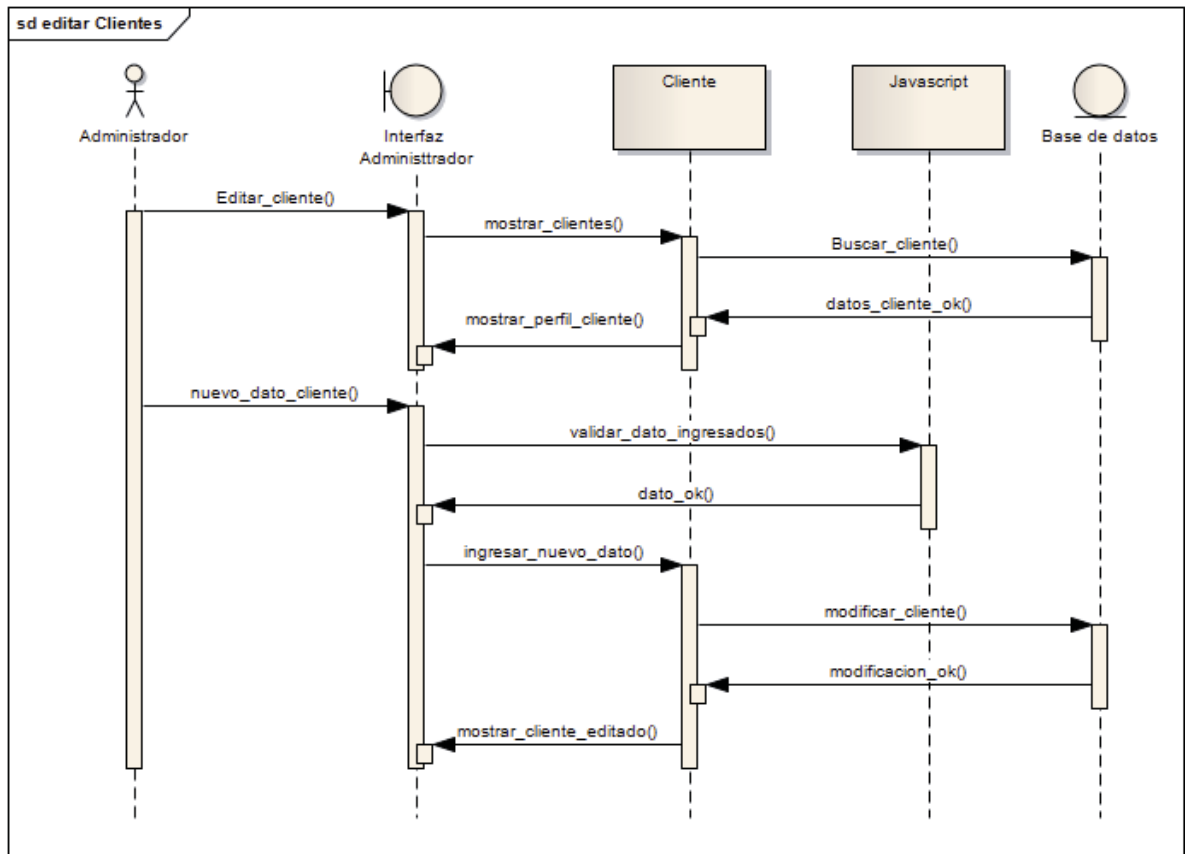 sd editar Clientes
Administrador
Interfaz
Administtrador
Cliente
Javascript
Base de datos
Editar_cliente()
mostrar_clientes()
Buscar_cliente()
datos_cliente_ok()
mostrar_perfil_cliente()
nuevo_dato_cliente()
validar_dato_ingresados()
dato_ok()
ingresar_nuevo_dato()
modificar_cliente()
modificacion_ok()
mostrar_cliente_editado()